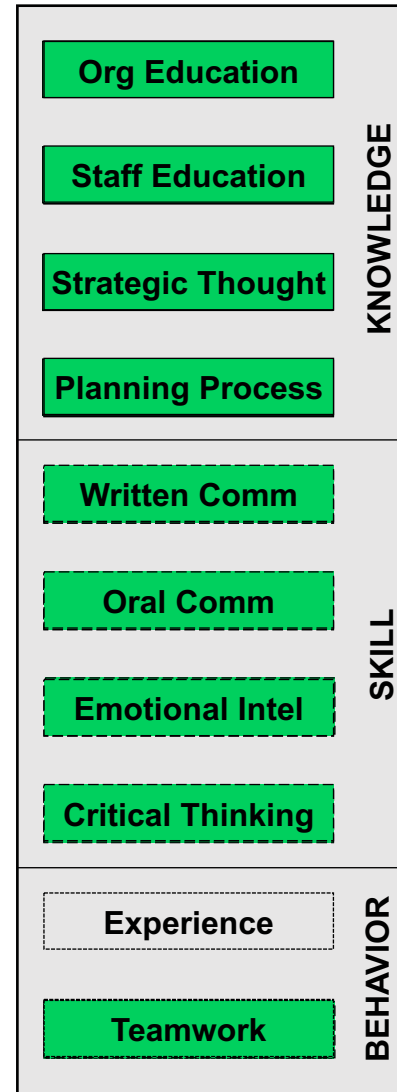 Org Education
Staff Education
Strategic Thought
Planning Process
KNOWLEDGE
Written Comm
Oral Comm
Emotional Intel
Critical Thinking
SKILL
Experience
Teamwork
BEHAVIOR